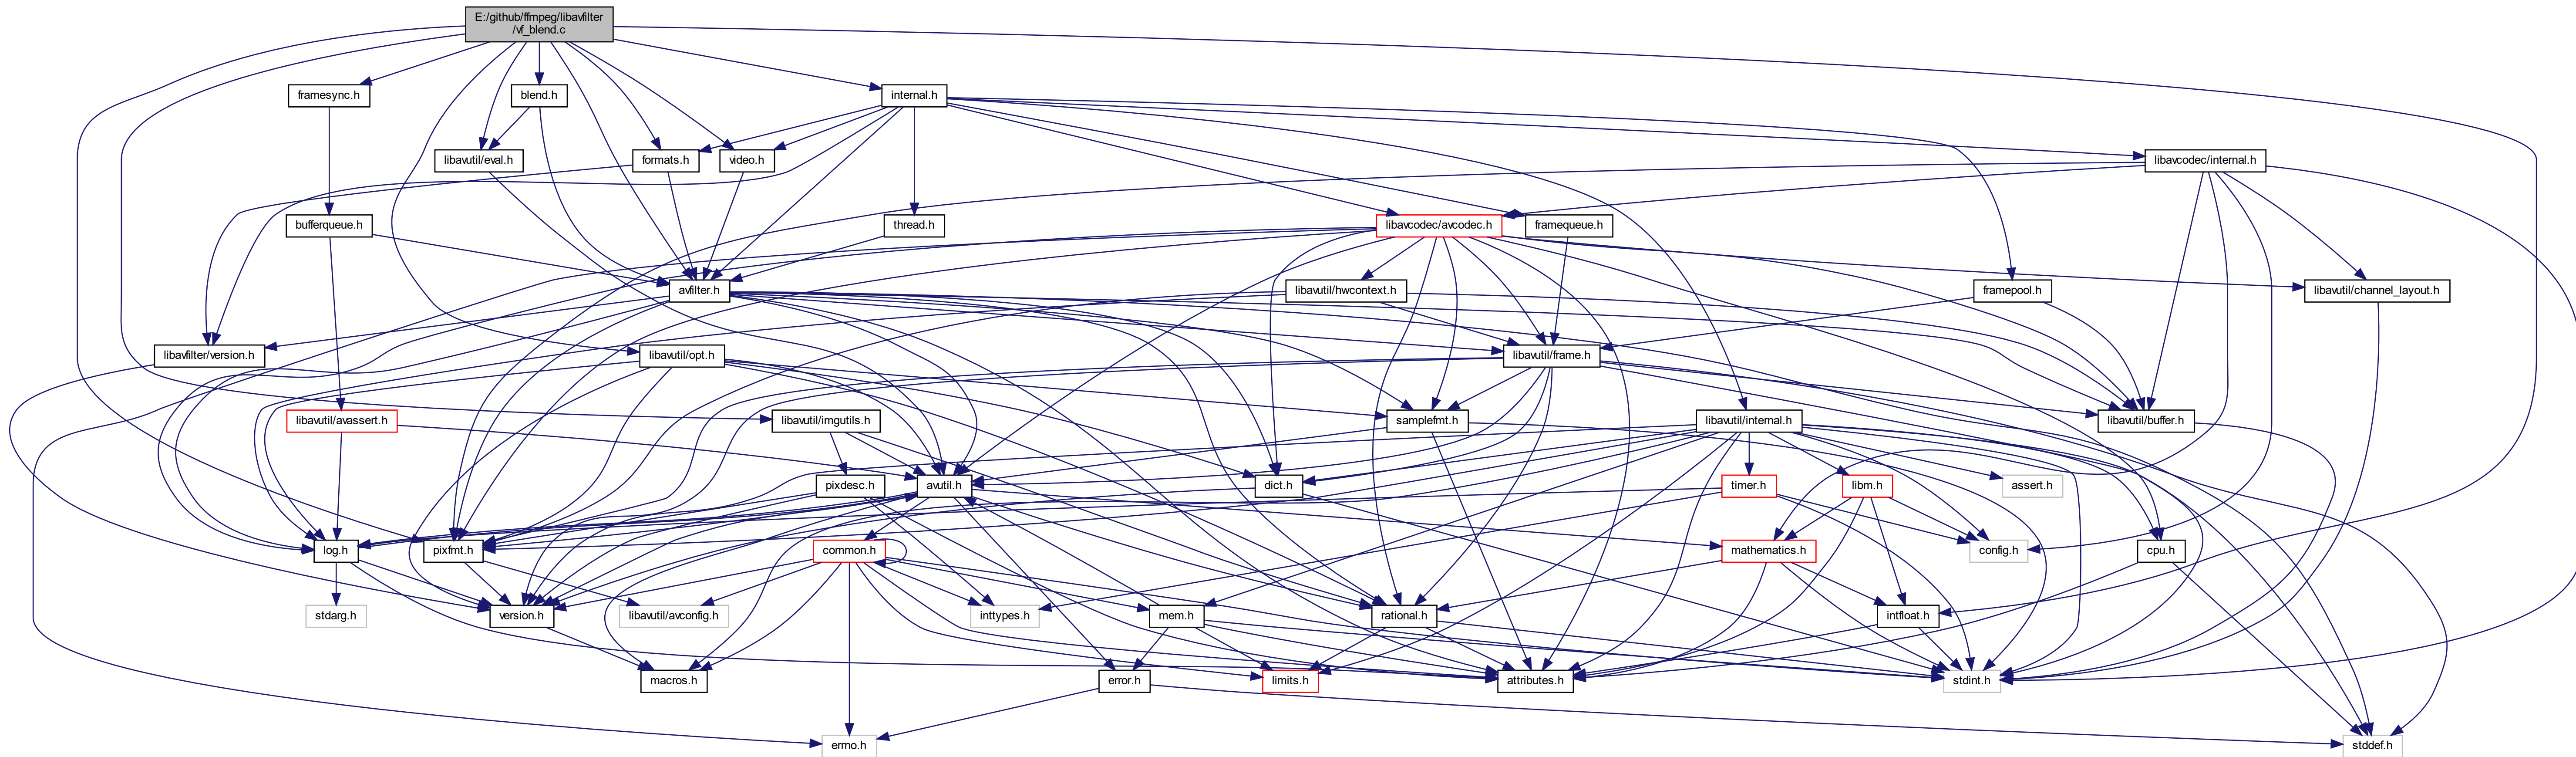 E:/github/ffmpeg/libavfilter
/vf_blend.c
framesync.h
blend.h
internal.h
libavutil/eval.h
formats.h
video.h
libavcodec/internal.h
bufferqueue.h
thread.h
libavcodec/avcodec.h
framequeue.h
avfilter.h
libavutil/hwcontext.h
framepool.h
libavutil/channel_layout.h
libavfilter/version.h
libavutil/opt.h
libavutil/frame.h
libavutil/avassert.h
libavutil/imgutils.h
samplefmt.h
libavutil/internal.h
libavutil/buffer.h
pixdesc.h
avutil.h
dict.h
timer.h
libm.h
assert.h
log.h
pixfmt.h
common.h
mathematics.h
config.h
cpu.h
stdarg.h
version.h
libavutil/avconfig.h
inttypes.h
mem.h
rational.h
intfloat.h
macros.h
error.h
limits.h
attributes.h
stdint.h
errno.h
stddef.h